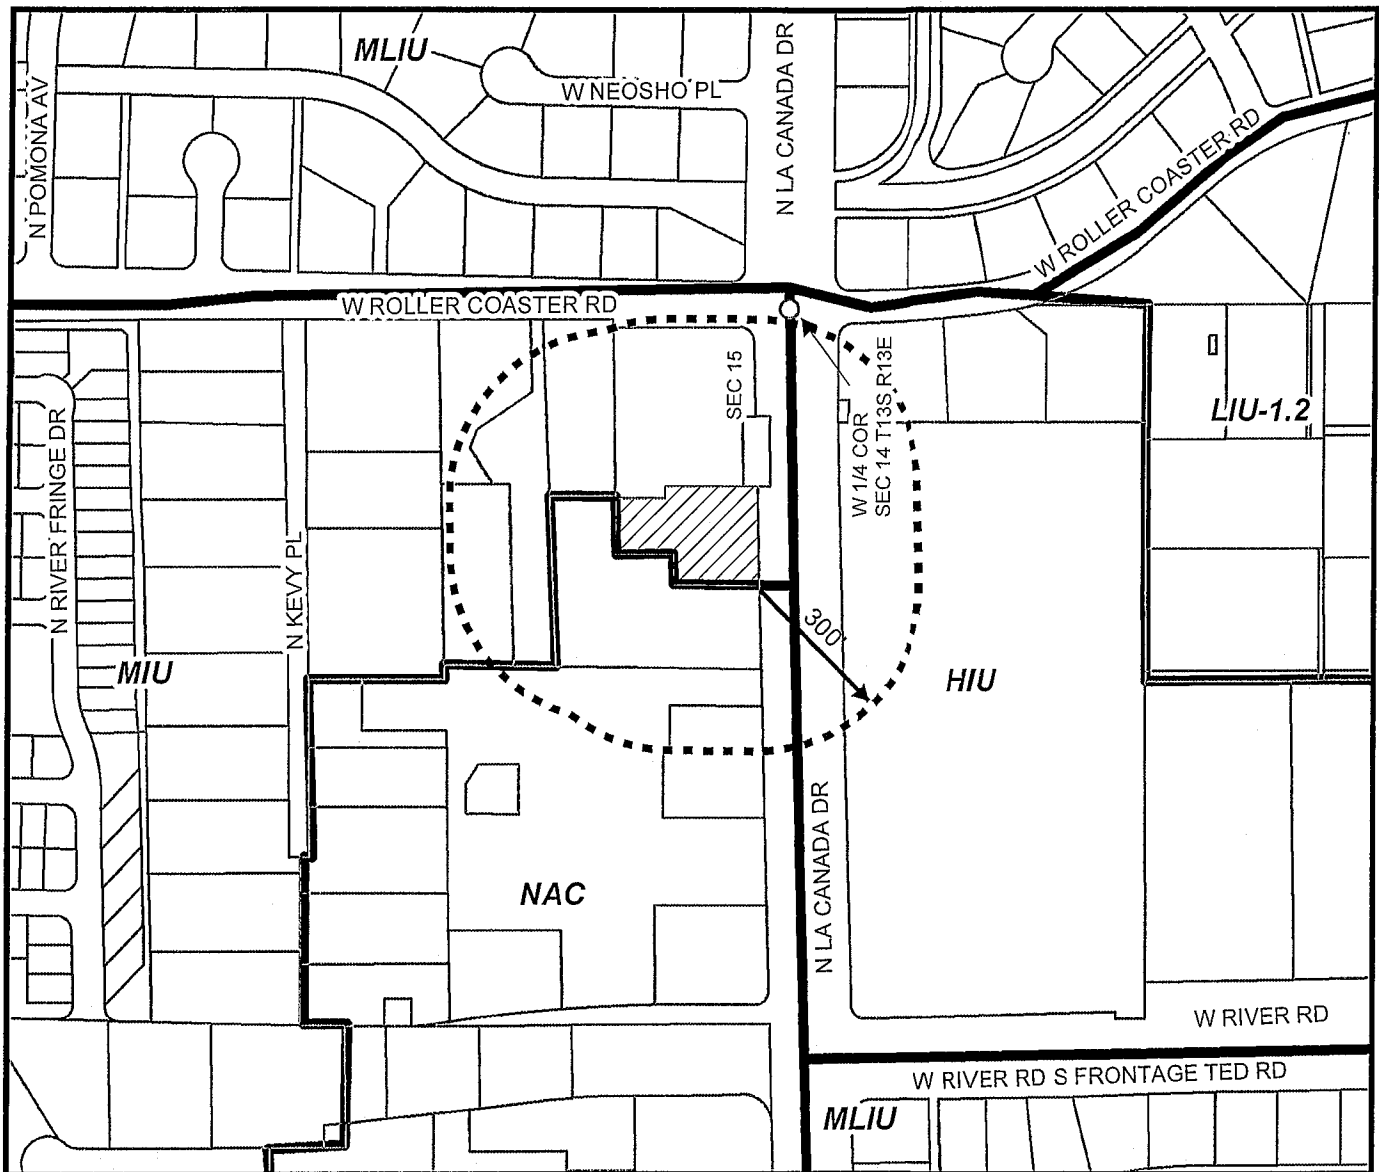 MLIU
W NEOSHO PL
N POMONA AV
N LA CANADA DR
W ROLLER COASTER RD
W ROLLER COASTER RD
SEC 15
W 1/4 COR
SEC 14 T13S R13E
LIU-1.2
N RIVER FRINGE DR
N KEVY PL
300'
MIU
HIU
NAC
N LA CANADA DR
W RIVER RD
W RIVER RD S FRONTAGE TED RD
MLIU